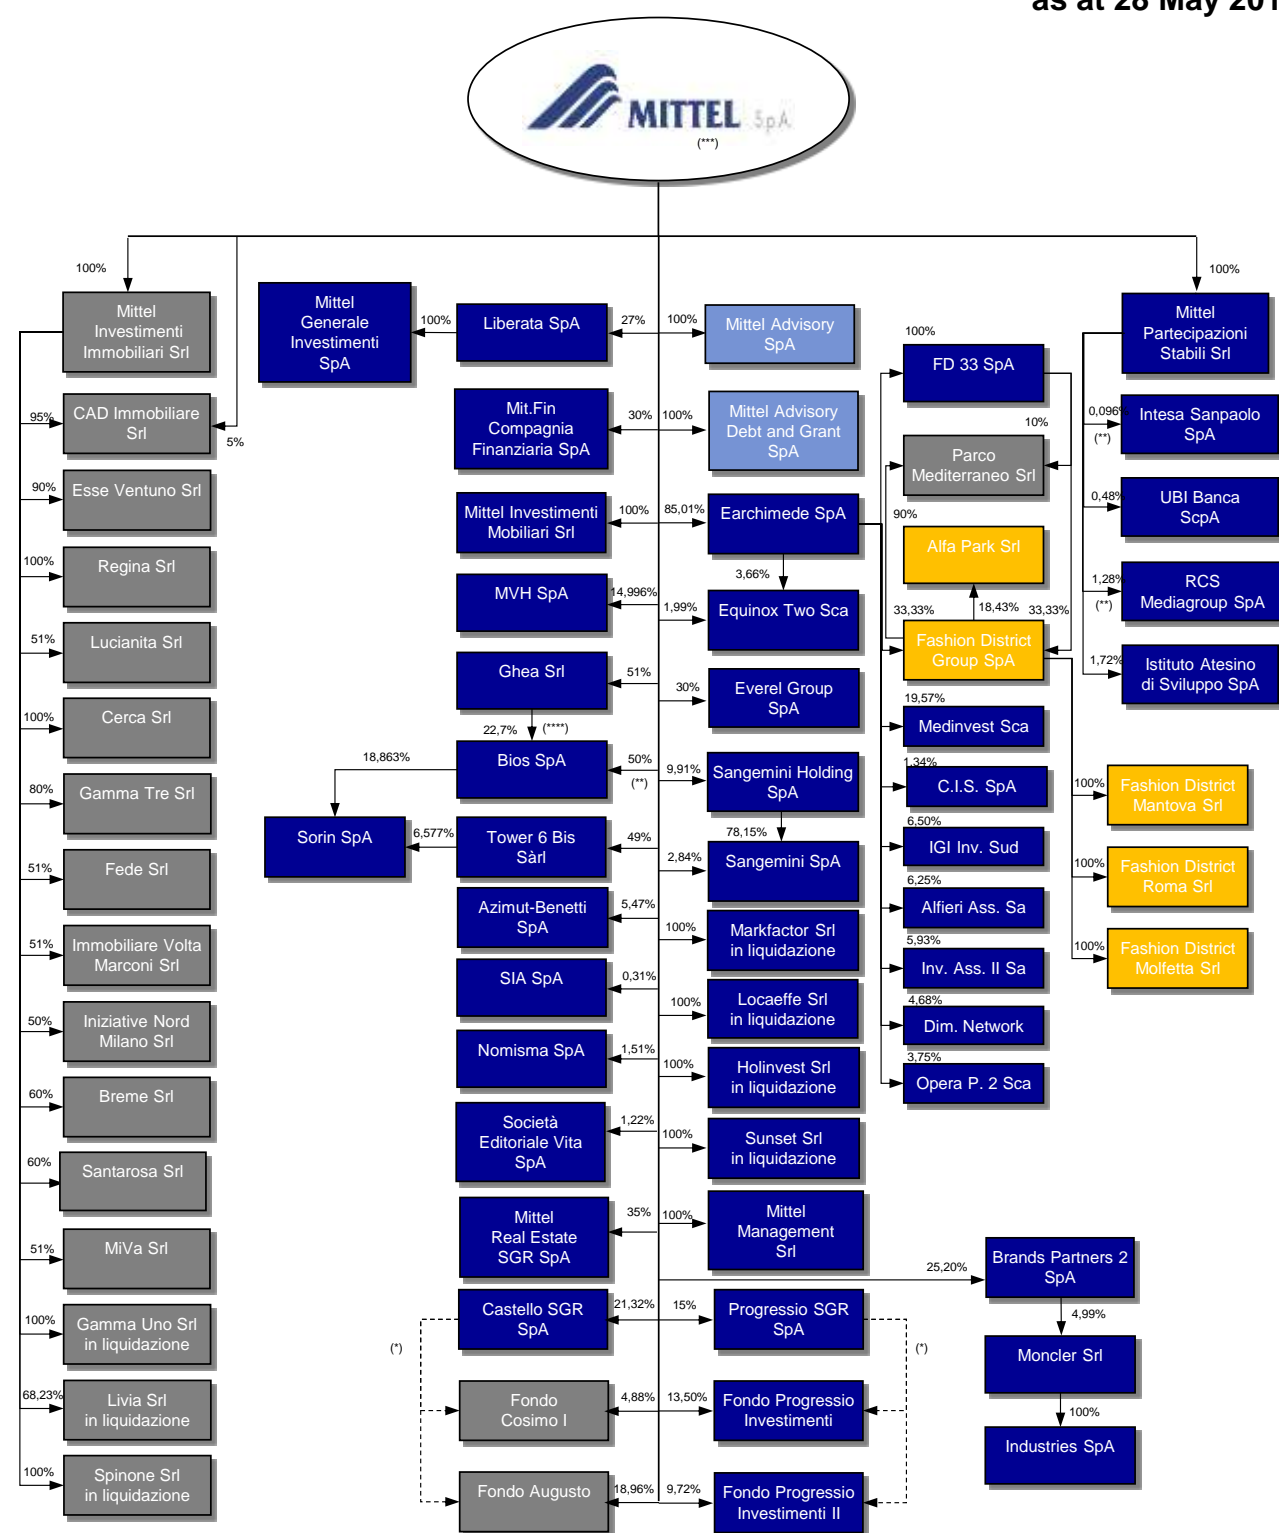 as at 28 May 201
MITTEL S.p.A.
(***)
100%
100%
Mittel
Investimenti
Immobiliari Srl
Mittel
Generale
Investimenti
SpA
100%
Liberata SpA
27%
100%
Mittel Advisory
SpA
100%
FD 33 SpA
Mittel
Partecipazioni
Stabili Srl
95%
CAD Immobiliare
Srl
5%
Mit.Fin
Compagnia
Finanziaria SpA
30%
100%
Mittel Advisory
Debt and Grant
SpA
10%
Parco
Mediterraneo Srl
0,096%
(**)
Intesa Sanpaolo
SpA
90%
Esse Ventuno Srl
Mittel Investimenti
Mobiliari Srl
100%
85,01%
Earchimede SpA
90%
Alfa Park Srl
0,48%
UBI Banca
ScpA
100%
Regina Srl
MVH SpA
14,996%
3,66%
1,99%
Equinox Two Sca
33,33%
18,43%
33,33%
1,28%
(**)
RCS
Mediagroup SpA
51%
Lucianita Srl
Ghea Srl
51%
30%
Everel Group
SpA
Fashion District
Group SpA
1,72%
Istituto Atesino
di Sviluppo SpA
100%
Cerca Srl
22,7%
(****)
19,57%
Medinvest Sca
18,863%
Bios SpA
50%
(**)
9,91%
Sangemini Holding
SpA
1,34%
C.I.S. SpA
100%
Fashion District
Mantova Srl
80%
Gamma Tre Srl
Sorin SpA
6,577%
Tower 6 Bis
Sàrl
49%
78,15%
2,84%
Sangemini SpA
6,50%
IGI Inv. Sud
100%
Fashion District
Roma Srl
51%
Fede Srl
Azimut-Benetti
SpA
5,47%
100%
Markfactor Srl
in liquidazione
6,25%
Alfieri Ass. Sa
51%
Immobiliare Volta
Marconi Srl
SIA SpA
0,31%
100%
Locaeffe Srl
in liquidazione
5,93%
Inv. Ass. II Sa
100%
Fashion District
Molfetta Srl
50%
Iniziative Nord
Milano Srl
Nomisma SpA
1,51%
100%
Holinvest Srl
in liquidazione
4,68%
Dim. Network
3,75%
Opera P. 2 Sca
60%
Breme Srl
Società
Editoriale Vita
SpA
1,22%
100%
Sunset Srl
in liquidazione
60%
Santarosa Srl
Mittel
Real Estate
SGR SpA
35%
100%
Mittel
Management
Srl
51%
MiVa Srl
25,20%
Brands Partners 2
SpA
100%
Gamma Uno Srl
in liquidazione
(*)
Castello SGR
SpA
21,32%
15%
Progressio SGR
SpA
(*)
4,99%
Moncler Srl
68,23%
Livia Srl
in liquidazione
Fondo
Cosimo I
4,88%
13,50%
Fondo Progressio
Investimenti
100%
Industries SpA
100%
Spinone Srl
in liquidazione
Fondo Augusto
18,96%
9,72%
Fondo Progressio
Investimenti II